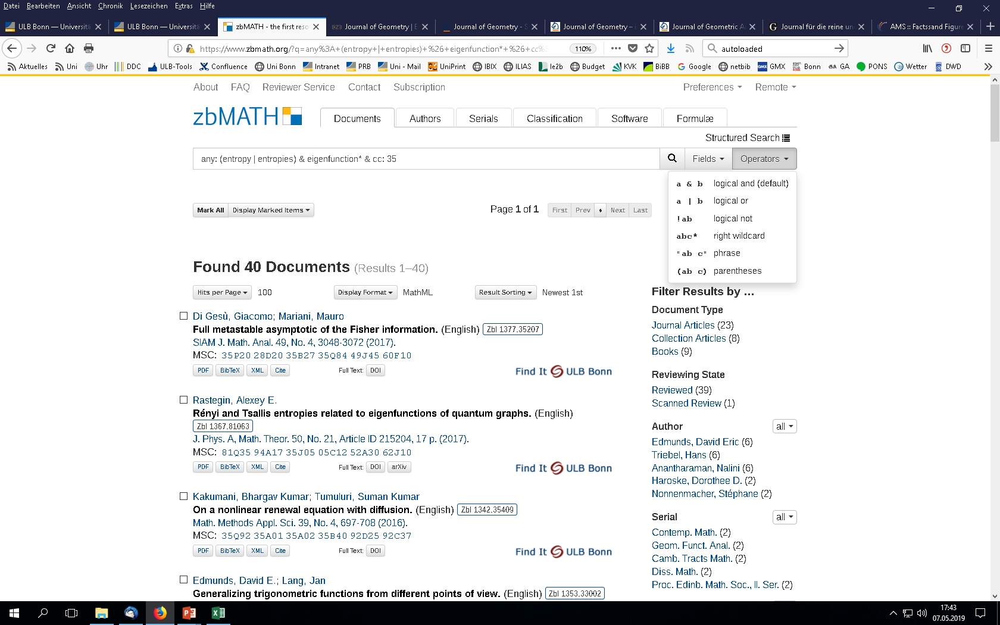 Datei Bearbeiten Ansicht Chronik Lesezeichen Extras Hilfe
ULB Bonn — Universitä ULB Bonn — Universitä zbMATH - the first reso EZ3 Journal of Geometry | E Journal of Geometry - S Journal of Geometry – Journal of Geometric A G Journal für die reine un AMS :: Factssand Figure
https://www.zbmath.org/?q=any%3A+(entropy+|+entropies)+%26+eigenfunction*+%26+cc% 110% autoloaded
Aktuelles Uni Uhr DDC ULB-Tools Confluence Uni Bonn Intranet PRB Uni - Mail UniPrint IBIX ILIAS le2b Budget KVK BiBB Google netbib GMX Bonn GA PONS Wetter DWD
About FAQ Reviewer Service Contact Subscription Preferences Remote
zbMATH Documents Authors Serials Classification Software Formulæ
Structured Search
any: (entropy | entropies) & eigenfunction* & cc: 35 Fields Operators
a & b logical and (default)
a | b logical or
!ab logical not
abc* right wildcard
"ab c" phrase
(ab c) parentheses
Mark All Display Marked Items Page 1 of 1 First Prev Next Last
Found 40 Documents (Results 1–40)
Hits per Page 100 Display Format MathML Result Sorting Newest 1st
Di Gesù, Giacomo; Mariani, Mauro
Full metastable asymptotic of the Fisher information. (English) Zbl 1377.35207
SIAM J. Math. Anal. 49, No. 4, 3048-3072 (2017).
MSC: 35P20 28D20 35B27 35Q84 49J45 60F10
PDF BibTeX XML Cite Full Text: DOI Find It ULB Bonn
Rastegin, Alexey E.
Rényi and Tsallis entropies related to eigenfunctions of quantum graphs. (English)
Zbl 1367.81063
J. Phys. A, Math. Theor. 50, No. 21, Article ID 215204, 17 p. (2017).
MSC: 81Q35 94A17 35J05 05C12 52A30 62J10
PDF BibTeX XML Cite Full Text: DOI arXiv Find It ULB Bonn
Kakumani, Bhargav Kumar; Tumuluri, Suman Kumar
On a nonlinear renewal equation with diffusion. (English) Zbl 1342.35409
Math. Methods Appl. Sci. 39, No. 4, 697-708 (2016).
MSC: 35Q92 35A01 35A02 35B40 92D25 92C37
PDF BibTeX XML Cite Full Text: DOI Find It ULB Bonn
Edmunds, David E.; Lang, Jan
Generalizing trigonometric functions from different points of view. (English) Zbl 1353.33002
Filter Results by …
Document Type
Journal Articles (23)
Collection Articles (8)
Books (9)
Reviewing State
Reviewed (39)
Scanned Review (1)
Author all
Edmunds, David Eric (6)
Triebel, Hans (6)
Anantharaman, Nalini (6)
Haroske, Dorothee D. (2)
Nonnenmacher, Stéphane (2)
Serial all
Contemp. Math. (2)
Geom. Funct. Anal. (2)
Camb. Tracts Math. (2)
Diss. Math. (2)
Proc. Edinb. Math. Soc., II. Ser. (2)
17:43
07.05.2019